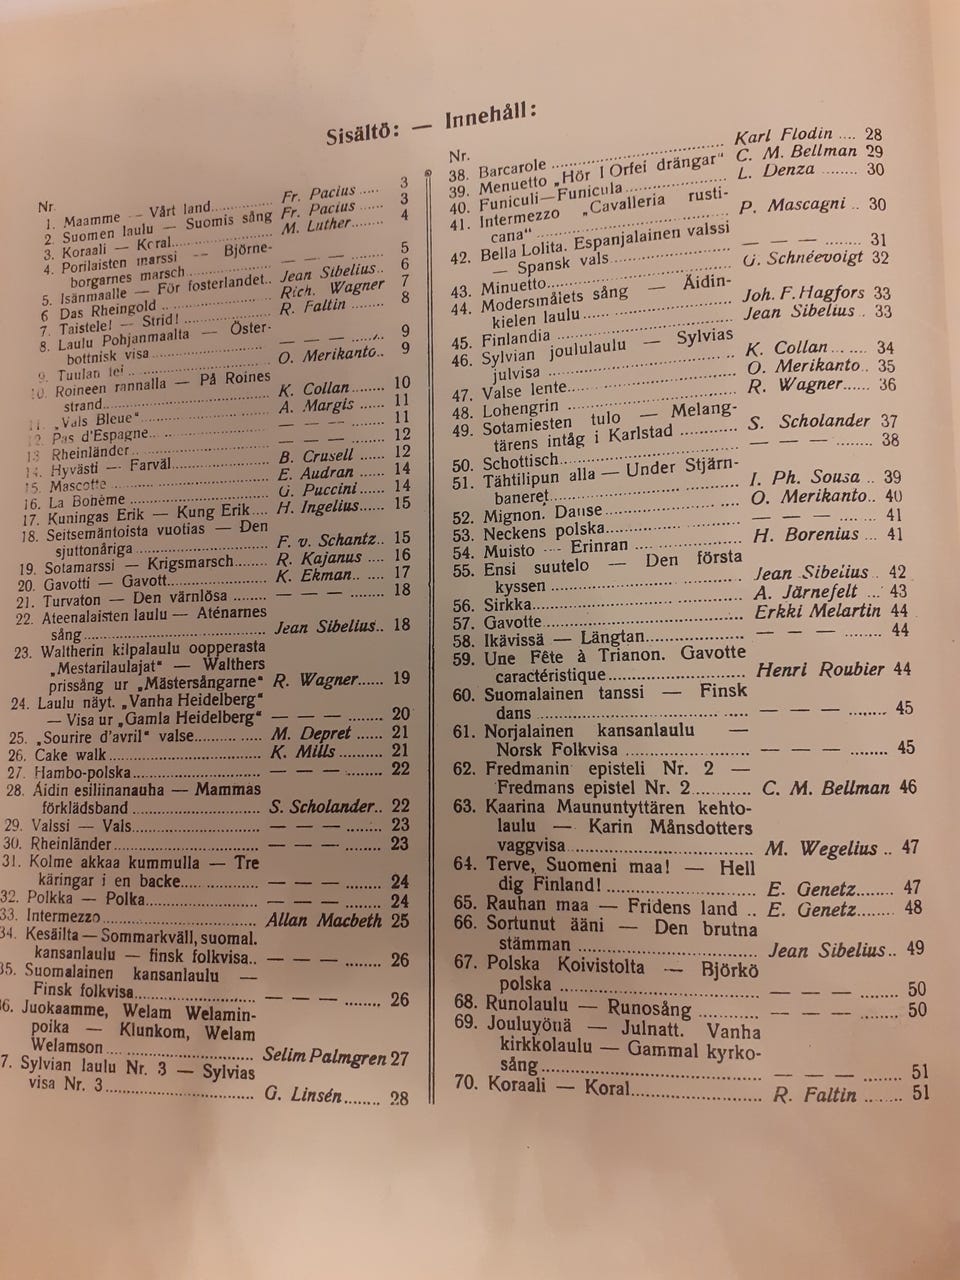 Sisältö: — Innehåll:
Nr.
1. Maamme — Vårt land ..... Fr. Pacius ..... 3
2. Suomen laulu — Suomis sång Fr. Pacius ..... 3
3. Koraali — Koral ..... M. Luther ..... 4
4. Porilaisten marssi — Björne-
borgarnes marsch ..... — — — ..... 5
5. Isänmaalle — För fosterlandet.. Jean Sibelius.. 6
6 Das Rheingold ..... Rich. Wagner 7
7. Taistele! — Strid! ..... R. Faltin ..... 8
8. Laulu Pohjanmaalta — Öster-
bottnisk visa ..... — — — ..... 9
9. Tuulan tei ..... O. Merikanto.. 9
10. Roineen rannalla — På Roines
strand ..... K. Collan ..... 10
11. „Vals Bleue“ ..... A. Margis ..... 11
12. Pas d'Espagne ..... — — — ..... 11
13 Rheinländer ..... — — — ..... 12
14. Hyvästi — Farväl ..... B. Crusell ..... 12
15. Mascotte ..... E. Audran ..... 14
16. La Bohème ..... G. Puccini ..... 14
17. Kuningas Erik — Kung Erik .... H. Ingelius ..... 15
18. Seitsemäntoista vuotias — Den
sjuttonåriga ..... F. v. Schantz.. 15
19. Sotamarssi — Krigsmarsch ..... R. Kajanus .... 16
20. Gavotti — Gavott ..... K. Ekman ..... 17
21. Turvaton — Den värnlösa ..... — — — ..... 18
22. Ateenalaisten laulu — Aténarnes
sång ..... Jean Sibelius.. 18
23. Waltherin kilpalaulu oopperasta
„Mestarilaulajat“ — Walthers
prissång ur „Mästersångarne“ R. Wagner ..... 19
24. Laulu näyt. „Vanha Heidelberg“
— Visa ur „Gamla Heidelberg“ — — — ..... 20
25. „Sourire d'avril“ valse ..... M. Depret ..... 21
26. Cake walk ..... K. Mills ..... 21
27. Hambo-polska ..... — — — ..... 22
28. Äidin esiliinanauha — Mammas
förklädsband ..... S. Scholander.. 22
29. Valssi — Vals ..... — — — ..... 23
30. Rheinländer ..... — — — ..... 23
31. Kolme akkaa kummulla — Tre
käringar i en backe ..... — — — ..... 24
32. Polkka — Polka ..... — — — ..... 24
33. Intermezzo ..... Allan Macbeth 25
34. Kesäilta — Sommarkväll, suomal.
kansanlaulu — finsk folkvisa.. — — — ..... 26
35. Suomalainen kansanlaulu —
Finsk folkvisa ..... — — — ..... 26
36. Juokaamme, Welam Welamin-
poika — Klunkom, Welam
Welamson ..... Selim Palmgren 27
7. Sylvian laulu Nr. 3 — Sylvias
visa Nr. 3 ..... G. Linsén ..... 28
Nr.
38. Barcarole ..... Karl Flodin .... 28
39. Menuetto „Hör I Orfei drängar“ C. M. Bellman 29
40. Funiculi—Funicula ..... L. Denza ..... 30
41. Intermezzo „Cavalleria rusti-
cana“ ..... P. Mascagni .. 30
42. Bella Lolita. Espanjalainen valssi
— Spansk vals ..... — — — ..... 31
43. Minuetto ..... G. Schnéevoigt 32
44. Modersmålets sång — Äidin-
kielen laulu ..... Joh. F. Hagfors 33
45. Finlandia ..... Jean Sibelius . 33
46. Sylvian joululaulu — Sylvias
julvisa ..... K. Collan ..... 34
47. Valse lente ..... O. Merikanto.. 35
48. Lohengrin ..... R. Wagner ..... 36
49. Sotamiesten tulo — Melang-
tärens intåg i Karlstad ..... S. Scholander 37
50. Schottisch ..... — — — ..... 38
51. Tähtilipun alla — Under Stjärn-
baneret ..... I. Ph. Sousa .. 39
52. Mignon. Danse ..... O. Merikanto.. 40
53. Neckens polska ..... — — — ..... 41
54. Muisto — Erinran ..... H. Borenius ... 41
55. Ensi suutelo — Den första
kyssen ..... Jean Sibelius . 42
56. Sirkka ..... A. Järnefelt ... 43
57. Gavotte ..... Erkki Melartin 44
58. Ikävissä — Längtan ..... — — — ..... 44
59. Une Fête à Trianon. Gavotte
caractéristique ..... Henri Roubier 44
60. Suomalainen tanssi — Finsk
dans ..... — — — ..... 45
61. Norjalainen kansanlaulu —
Norsk Folkvisa ..... — — — ..... 45
62. Fredmanin episteli Nr. 2 —
Fredmans epistel Nr. 2 ..... C. M. Bellman 46
63. Kaarina Maununtyttären kehto-
laulu — Karin Månsdotters
vaggvisa ..... M. Wegelius .. 47
64. Terve, Suomeni maa! — Hell
dig Finland! ..... E. Genetz ..... 47
65. Rauhan maa — Fridens land .. E. Genetz ..... 48
66. Sortunut ääni — Den brutna
stämman ..... Jean Sibelius.. 49
67. Polska Koivistolta — Björkö
polska ..... — — — ..... 50
68. Runolaulu — Runosång ..... — — — ..... 50
69. Jouluyönä — Julnatt. Vanha
kirkkolaulu — Gammal kyrko-
sång ..... — — — ..... 51
70. Koraali — Koral ..... R. Faltin ..... 51